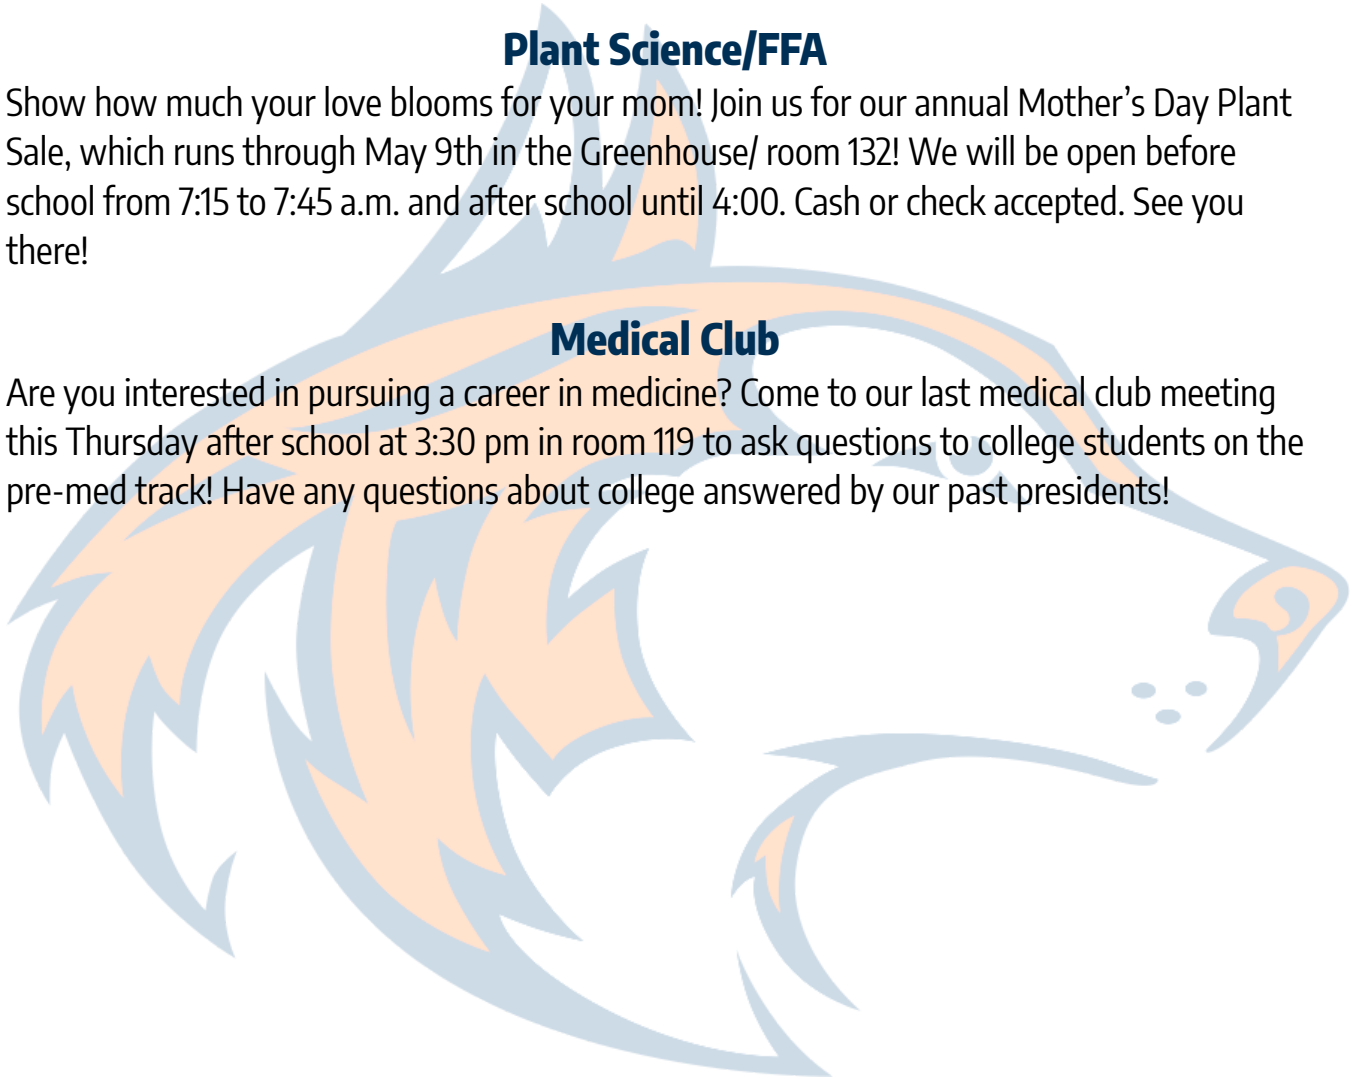 Plant Science/FFA
Show how much your love blooms for your mom! Join us for our annual Mother’s Day Plant
Sale, which runs through May 9th in the Greenhouse/ room 132! We will be open before
school from 7:15 to 7:45 a.m. and after school until 4:00. Cash or check accepted. See you
there!
Medical Club
Are you interested in pursuing a career in medicine? Come to our last medical club meeting
this Thursday after school at 3:30 pm in room 119 to ask questions to college students on the
pre-med track! Have any questions about college answered by our past presidents!